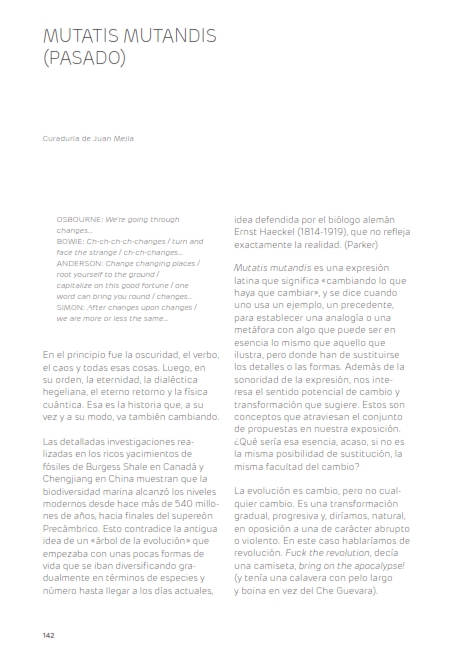 MUTATIS MUTANDIS
(PASADO)
Curaduría de Juan Mejía
OSBOURNE: We're going through
changes...
BOWIE: Ch-ch-ch-ch-changes / turn and
face the strange / ch-ch-changes...
ANDERSON: Change changing places /
root yourself to the ground /
capitalize on this good fortune / one
word can bring you round / changes...
SIMON: After changes upon changes /
we are more or less the same...
En el principio fue la oscuridad, el verbo,
el caos y todas esas cosas. Luego, en
su orden, la eternidad, la dialéctica
hegeliana, el eterno retorno y la física
cuántica. Esa es la historia que, a su
vez y a su modo, va también cambiando.
Las detalladas investigaciones rea-
lizadas en los ricos yacimientos de
fósiles de Burgess Shale en Canadá y
Chengjiang en China muestran que la
biodiversidad marina alcanzó los niveles
modernos desde hace más de 540 millo-
nes de años, hacia finales del supereón
Precámbrico. Esto contradice la antigua
idea de un «árbol de la evolución» que
empezaba con unas pocas formas de
vida que se iban diversificando gra-
dualmente en términos de especies y
número hasta llegar a los días actuales,
idea defendida por el biólogo alemán
Ernst Haeckel (1814-1919), que no refleja
exactamente la realidad. (Parker)
Mutatis mutandis es una expresión
latina que significa «cambiando lo que
haya que cambiar», y se dice cuando
uno usa un ejemplo, un precedente,
para establecer una analogía o una
metáfora con algo que puede ser en
esencia lo mismo que aquello que
ilustra, pero donde han de sustituirse
los detalles o las formas. Además de la
sonoridad de la expresión, nos inte-
resa el sentido potencial de cambio y
transformación que sugiere. Estos son
conceptos que atraviesan el conjunto
de propuestas en nuestra exposición.
¿Qué sería esa esencia, acaso, si no es
la misma posibilidad de sustitución, la
misma facultad del cambio?
La evolución es cambio, pero no cual-
quier cambio. Es una transformación
gradual, progresiva y, diríamos, natural,
en oposición a una de carácter abrupto
o violento. En este caso hablaríamos de
revolución. Fuck the revolution, decía
una camiseta, bring on the apocalypse!
(y tenía una calavera con pelo largo
y boina en vez del Che Guevara).
142